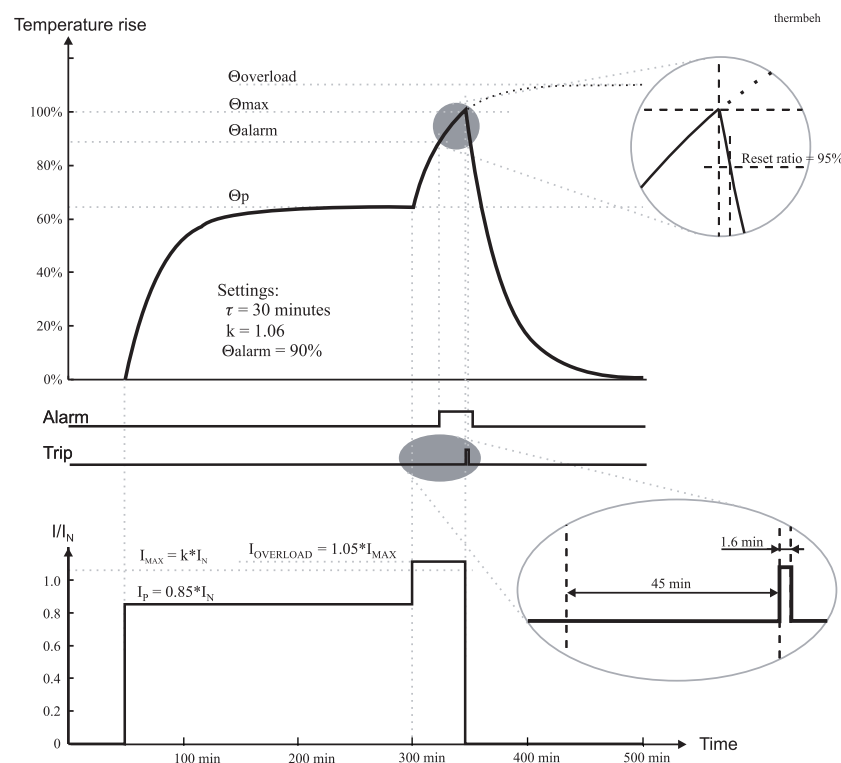 thermbeh
Temperature rise
Θoverload
Θmax
Θalarm
Θp
100%
80%
60%
40%
20%
0%
Reset ratio = 95%
Settings:
τ = 30 minutes
k = 1.06
Θalarm = 90%
Alarm
Trip
I/IN
IMAX = k*IN
IOVERLOAD = 1.05*IMAX
IP = 0.85*IN
1.0
0.8
0.6
0.4
0.2
0
1.6 min
45 min
100 min
200 min
300 min
400 min
500 min
Time